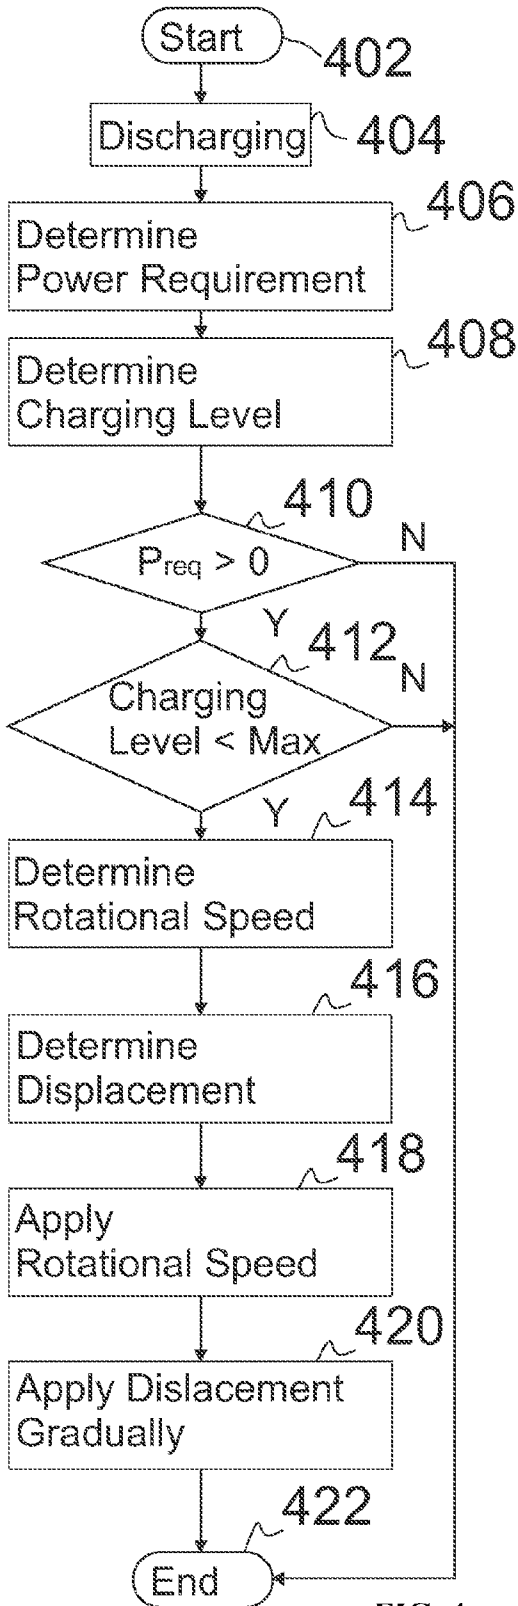 Start
402
Discharging
404
406
Determine
Power Requirement
408
Determine
Charging Level
410
N
Preq > 0
Y
412
N
Charging
Level < Max
Y
414
Determine
Rotational Speed
416
Determine
Displacement
418
Apply
Rotational Speed
420
Apply Dislacement
Gradually
422
End